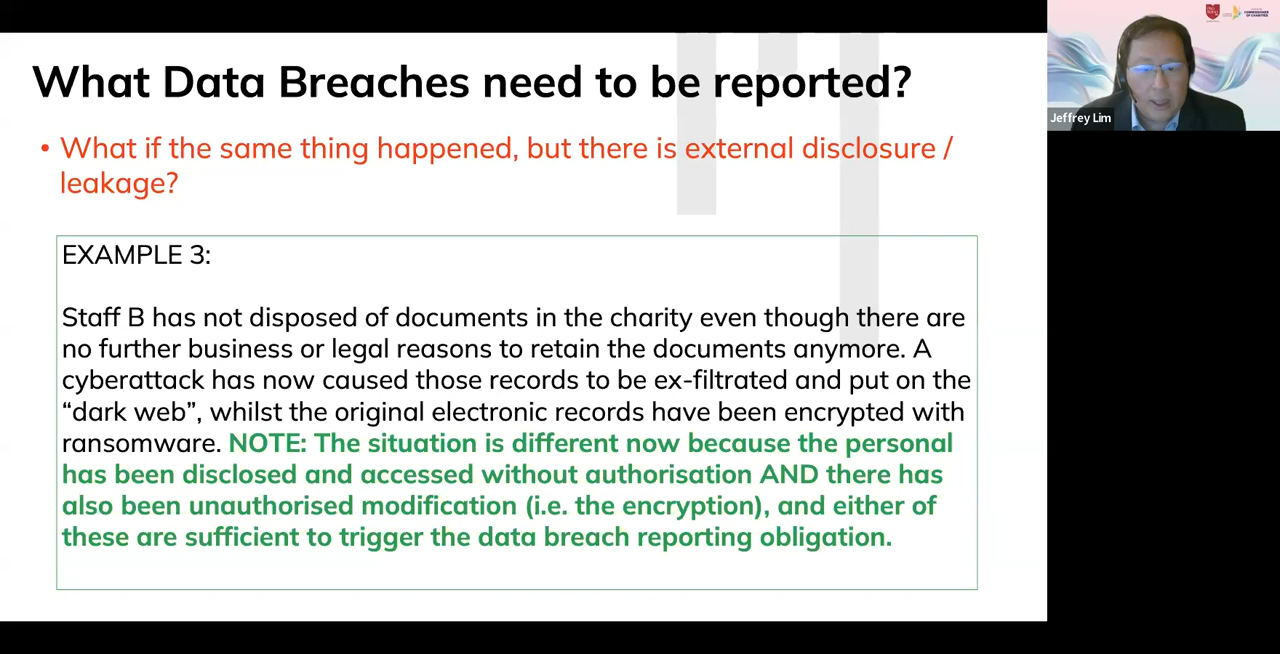 What Data Breaches need to be reported?
• What if the same thing happened, but there is external disclosure /
leakage?
EXAMPLE 3:
Staff B has not disposed of documents in the charity even though there are
no further business or legal reasons to retain the documents anymore. A
cyberattack has now caused those records to be ex-filtrated and put on the
“dark web”, whilst the original electronic records have been encrypted with
ransomware. NOTE: The situation is different now because the personal
has been disclosed and accessed without authorisation AND there has
also been unauthorised modification (i.e. the encryption), and either of
these are sufficient to trigger the data breach reporting obligation.
COMMISSIONER
OF CHARITIES
Jeffrey Lim